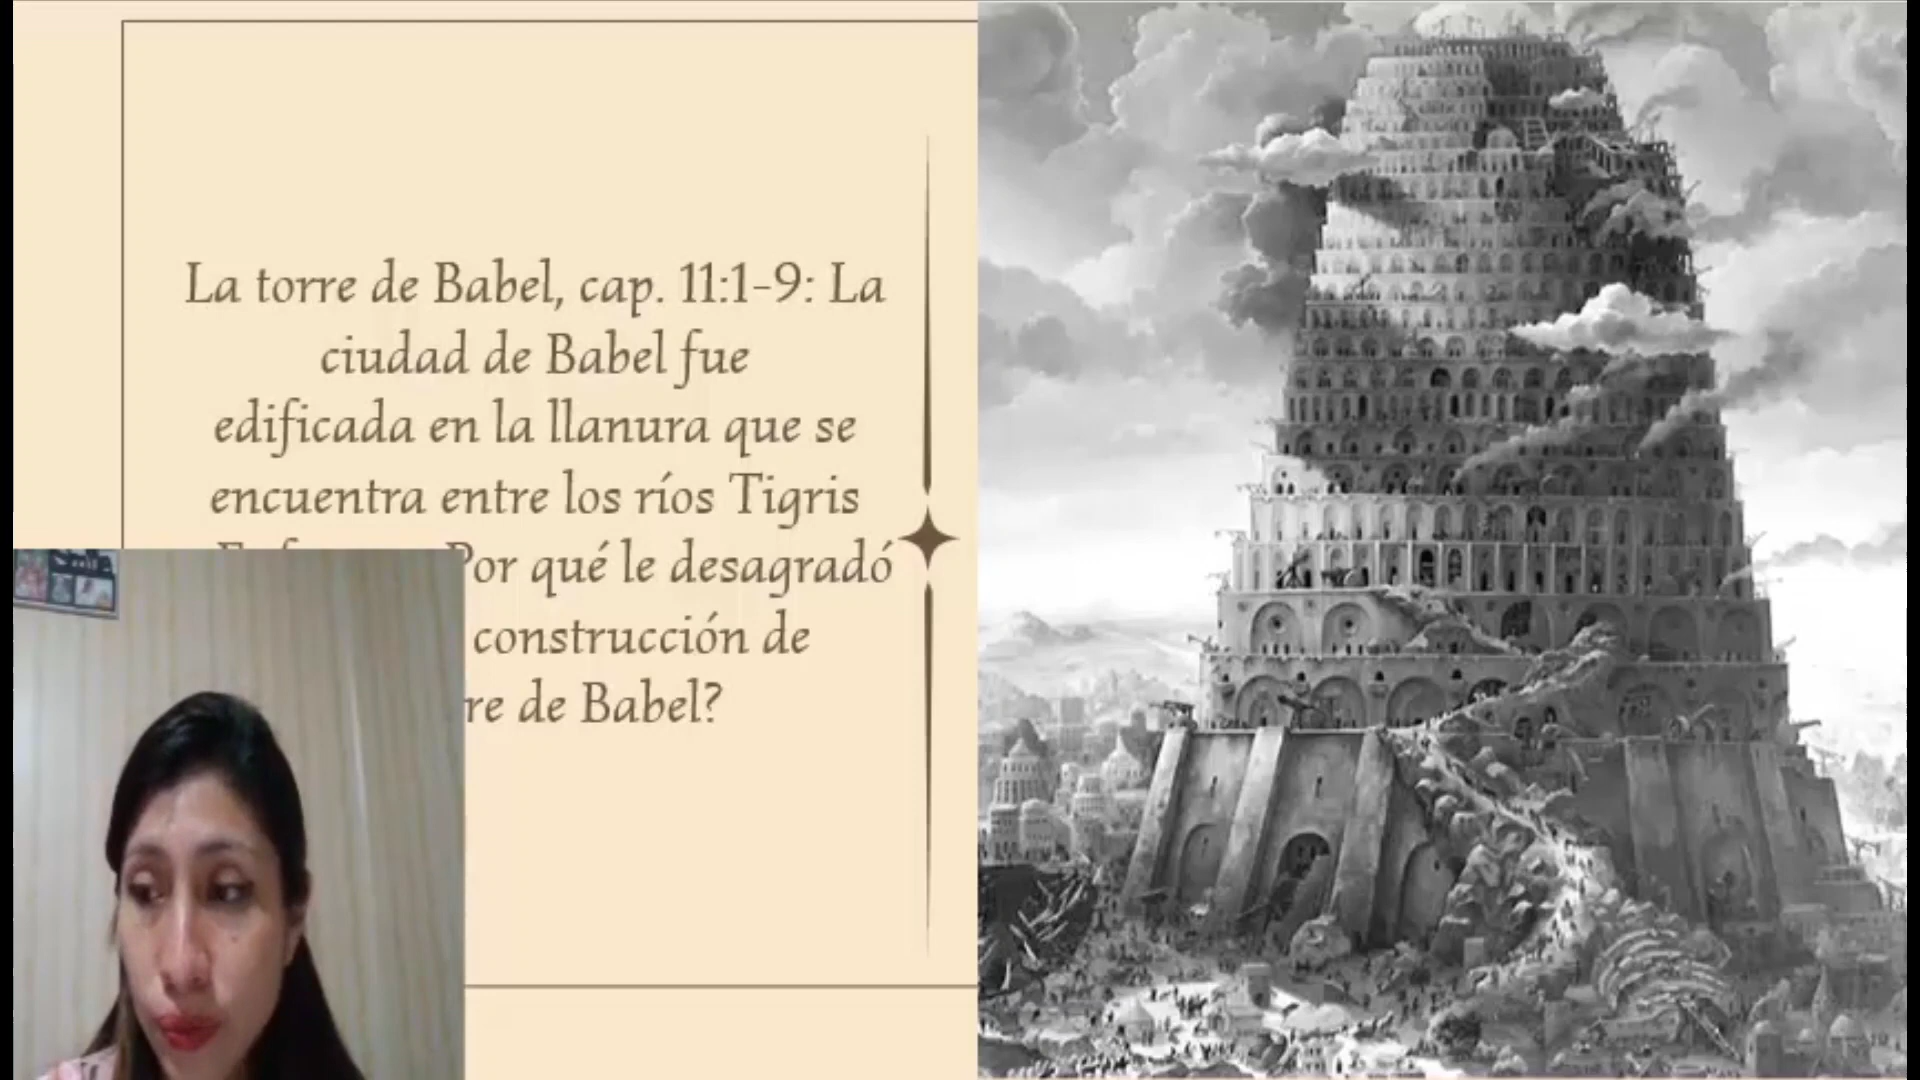 La torre de Babel, cap. 11:1-9: La
ciudad de Babel fue
edificada en la llanura que se
encuentra entre los ríos Tigris
Por qué le desagradó
construcción de
re de Babel?